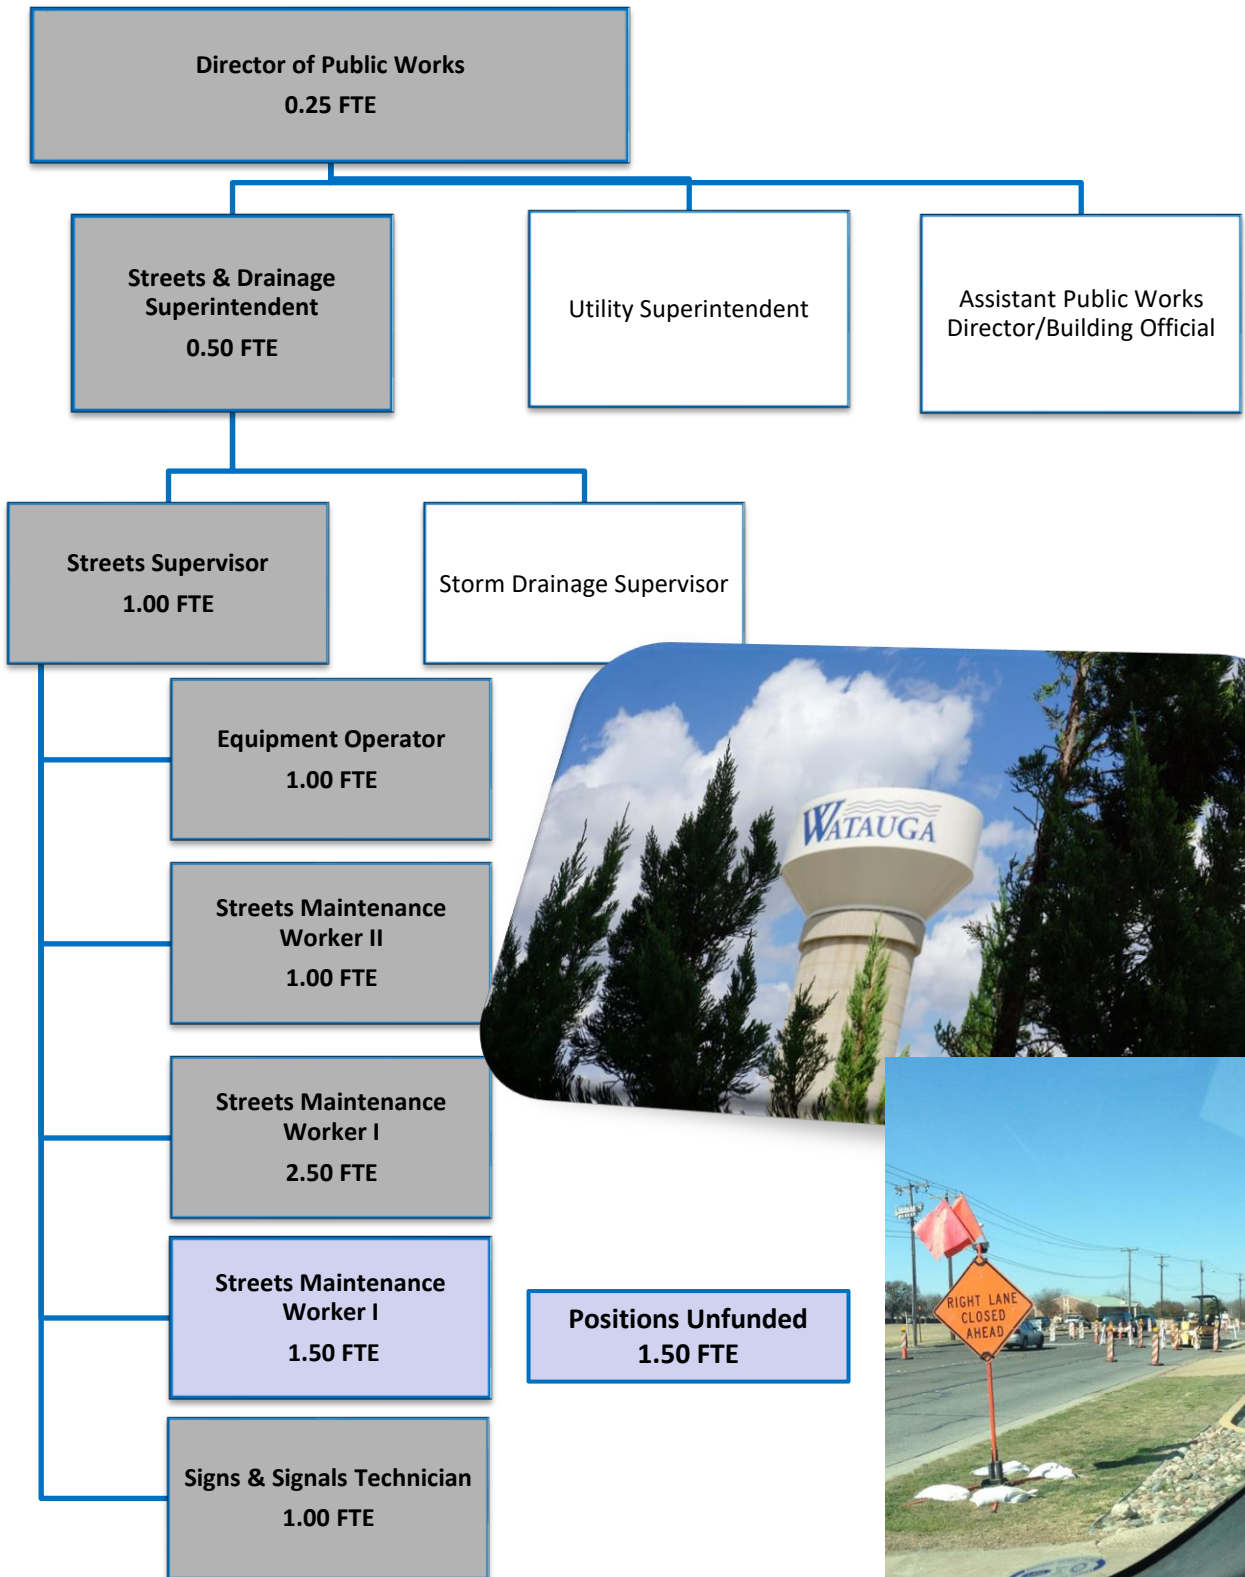 Director of Public Works
0.25 FTE
Streets & Drainage
Superintendent
0.50 FTE
Utility Superintendent
Assistant Public Works
Director/Building Official
Streets Supervisor
1.00 FTE
Storm Drainage Supervisor
Equipment Operator
1.00 FTE
WATAUGA
Streets Maintenance
Worker II
1.00 FTE
Streets Maintenance
Worker I
2.50 FTE
Streets Maintenance
Worker I
1.50 FTE
Positions Unfunded
1.50 FTE
RIGHT LANE
CLOSED
AHEAD
Signs & Signals Technician
1.00 FTE